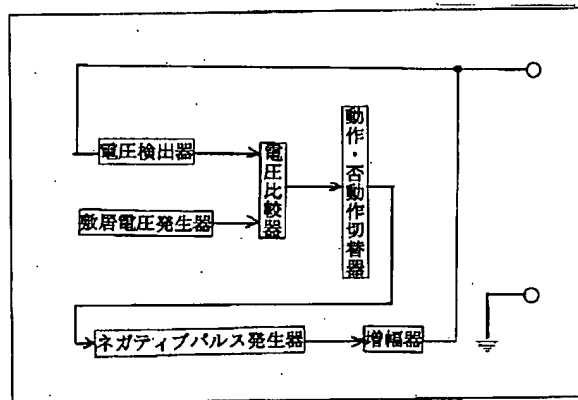 電圧検出器
敷居電圧発生器
電圧比較器
動作・否動作切替器
ネガティブパルス発生器
増幅器